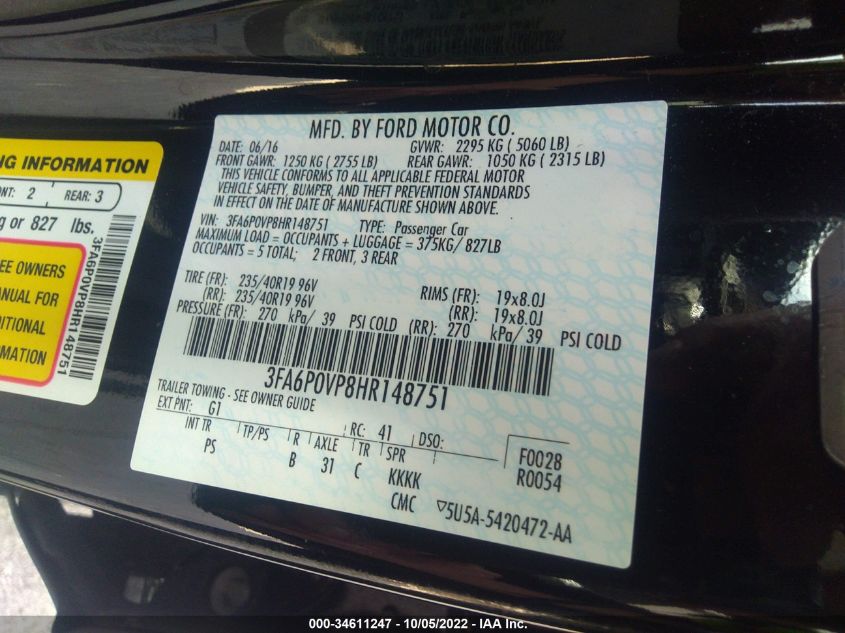 MFD. BY FORD MOTOR CO.
DATE: 06/16 GVWR: 2295 KG ( 5060 LB)
FRONT GAWR: 1250 KG ( 2755 LB) REAR GAWR: 1050 KG ( 2315 LB)
THIS VEHICLE CONFORMS TO ALL APPLICABLE FEDERAL MOTOR
VEHICLE SAFETY, BUMPER, AND THEFT PREVENTION STANDARDS
IN EFFECT ON THE DATE OF MANUFACTURE SHOWN ABOVE.
VIN: 3FA6P0VP8HR148751 TYPE: Passenger Car
MAXIMUM LOAD = OCCUPANTS + LUGGAGE = 375KG/ 827LB
OCCUPANTS = 5 TOTAL; 2 FRONT, 3 REAR
TIRE (FR): 235/40R19 96V RIMS (FR): 19x8.0J
(RR): 235/40R19 96V (RR): 19x8.0J
PRESSURE (FR): 270 kPa/ 39 PSI COLD (RR): 270 kPa/ 39 PSI COLD
3FA6P0VP8HR148751
TRAILER TOWING - SEE OWNER GUIDE
EXT PNT: G1 RC: 41 DSO:
INT TR TP/PS R AXLE TR SPR F0028
PS B 31 C KKKK R0054
CMC ▽5U5A-5420472-AA
NG INFORMATION
NT: 2 REAR: 3
g or 827 lbs.
EE OWNERS
ANUAL FOR
DITIONAL
RMATION
3FA6P0VP8HR148751
000-34611247 - 10/05/2022 - IAA Inc.